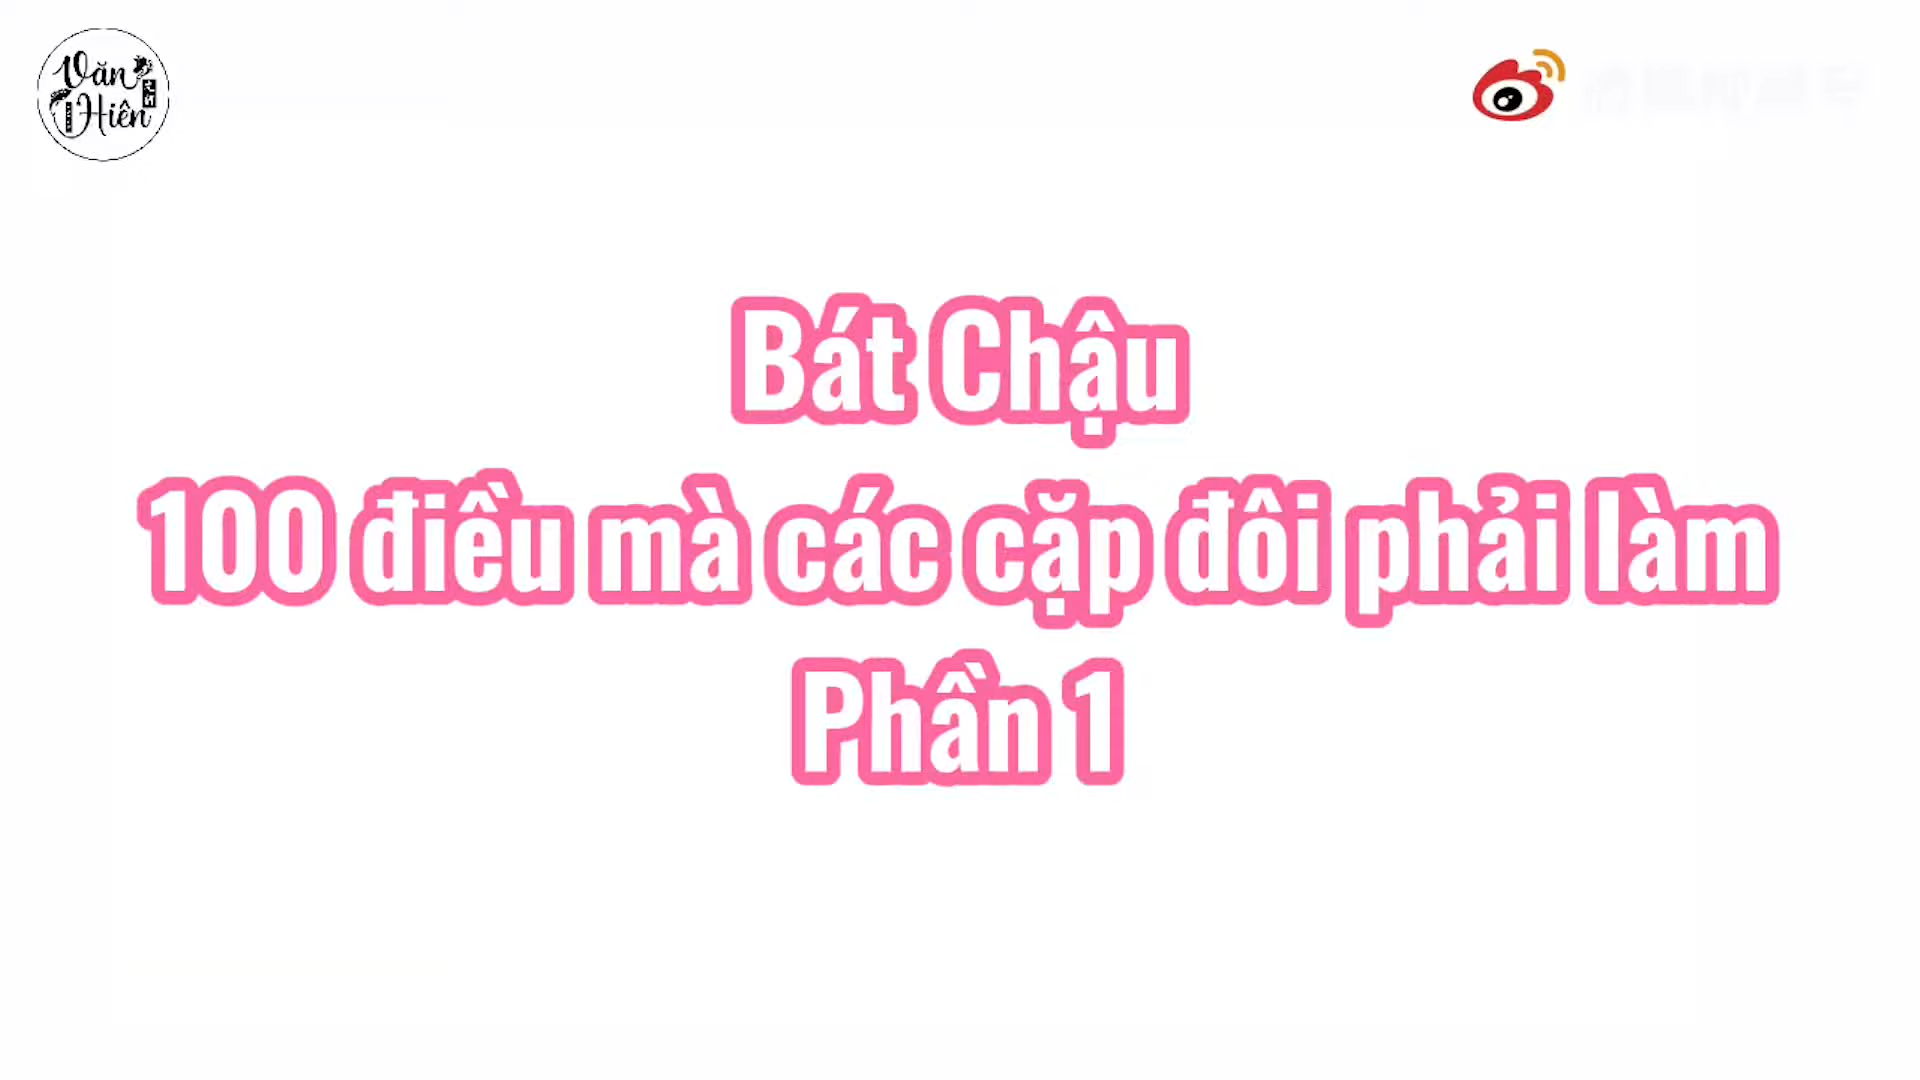 Văn
Hiên
Bát Chậu
100 điều mà các cặp đôi phải làm
Phần 1